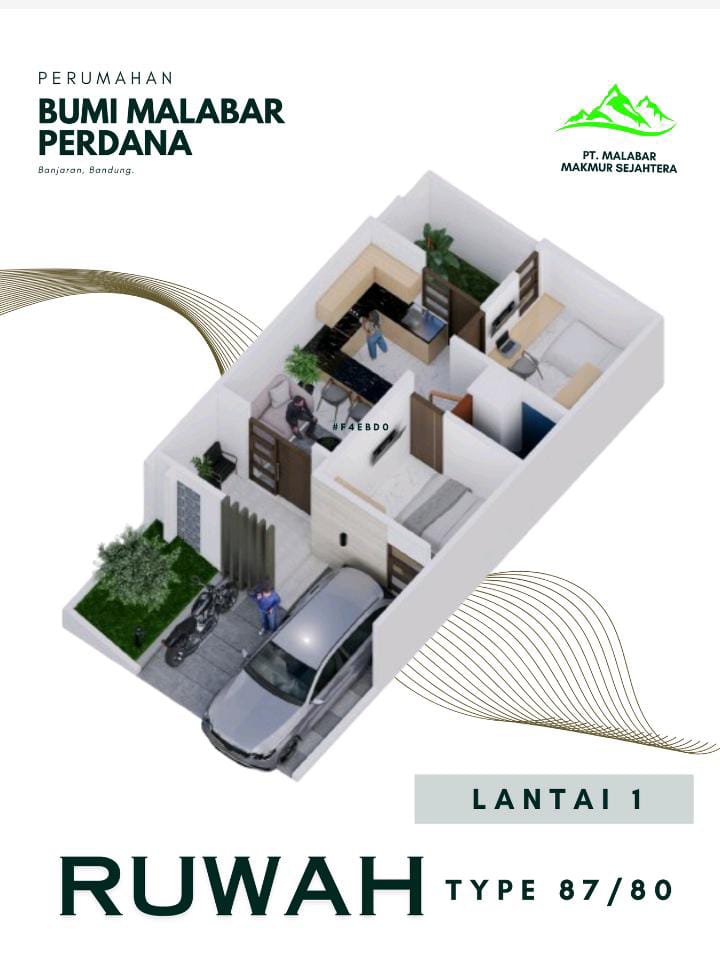 PERUMAHAN
BUMI MALABAR
PERDANA
Banjaran, Bandung.
PT. MALABAR
MAKMUR SEJAHTERA
#F4EBD0
LANTAI 1
RUWAH
TYPE 87/80